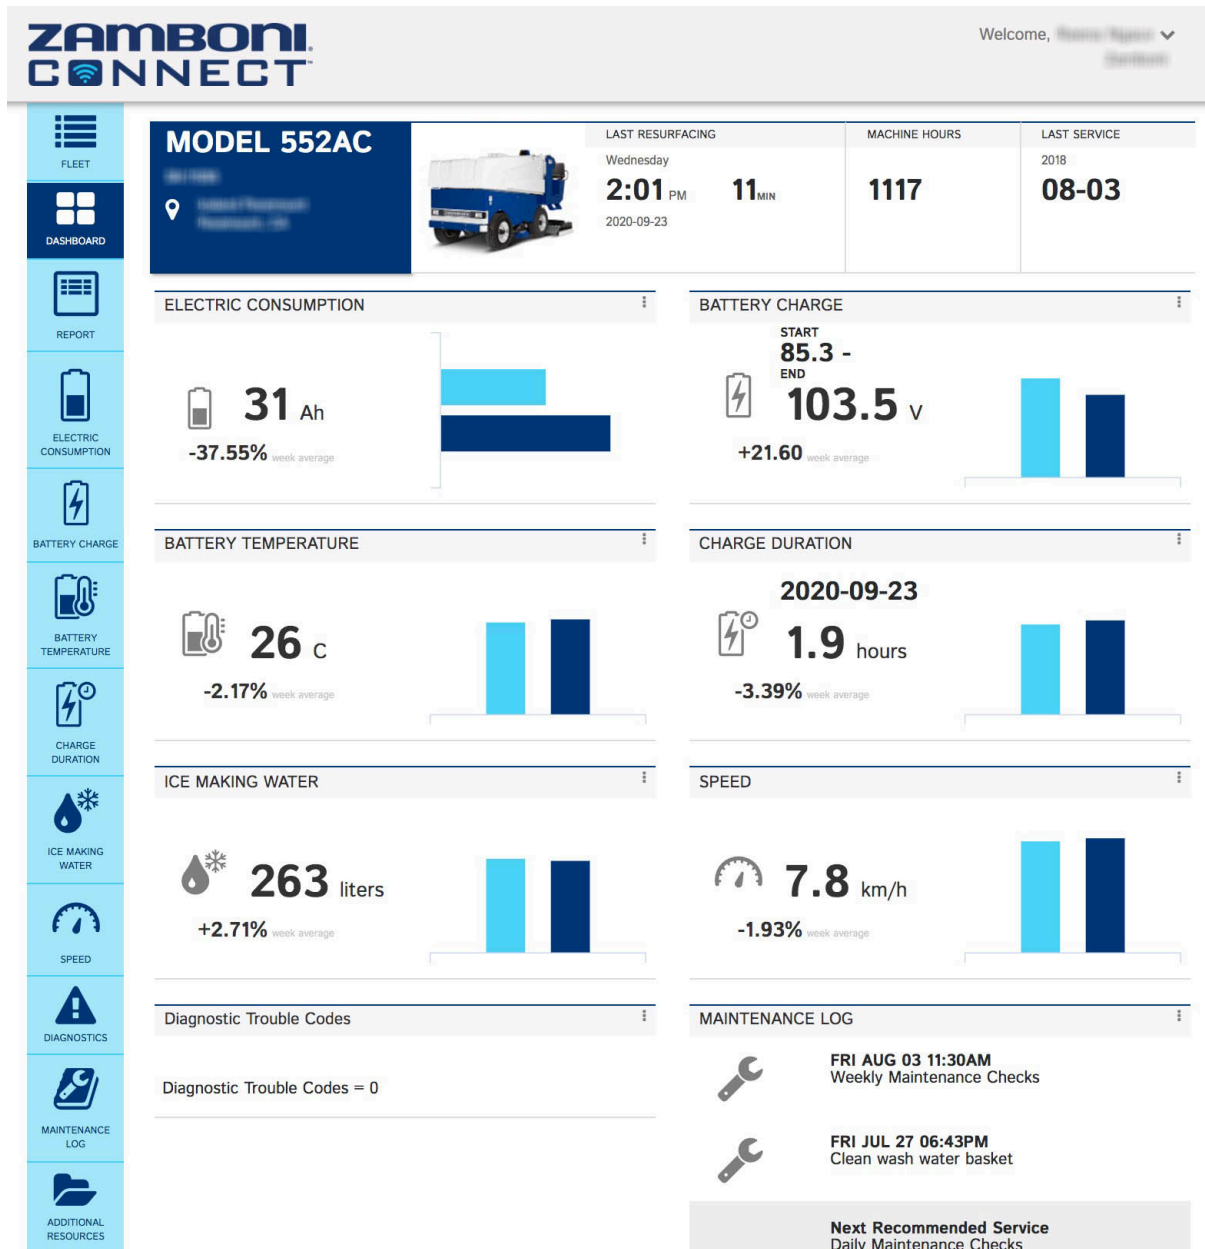 ZAMBONI
CONNECT
Welcome,
FLEET
DASHBOARD
REPORT
ELECTRIC
CONSUMPTION
BATTERY CHARGE
BATTERY
TEMPERATURE
CHARGE
DURATION
ICE MAKING
WATER
SPEED
DIAGNOSTICS
MAINTENANCE
LOG
ADDITIONAL
RESOURCES
MODEL 552AC
LAST RESURFACING
Wednesday
2:01 PM 11 MIN
2020-09-23
MACHINE HOURS
1117
LAST SERVICE
2018
08-03
ELECTRIC CONSUMPTION
31 Ah
-37.55% week average
BATTERY CHARGE
START
85.3 -
END
103.5 V
+21.60 week average
BATTERY TEMPERATURE
26 C
-2.17% week average
CHARGE DURATION
2020-09-23
1.9 hours
-3.39% week average
ICE MAKING WATER
263 liters
+2.71% week average
SPEED
7.8 km/h
-1.93% week average
Diagnostic Trouble Codes
Diagnostic Trouble Codes = 0
MAINTENANCE LOG
FRI AUG 03 11:30AM
Weekly Maintenance Checks
FRI JUL 27 06:43PM
Clean wash water basket
Next Recommended Service
Daily Maintenance Checks